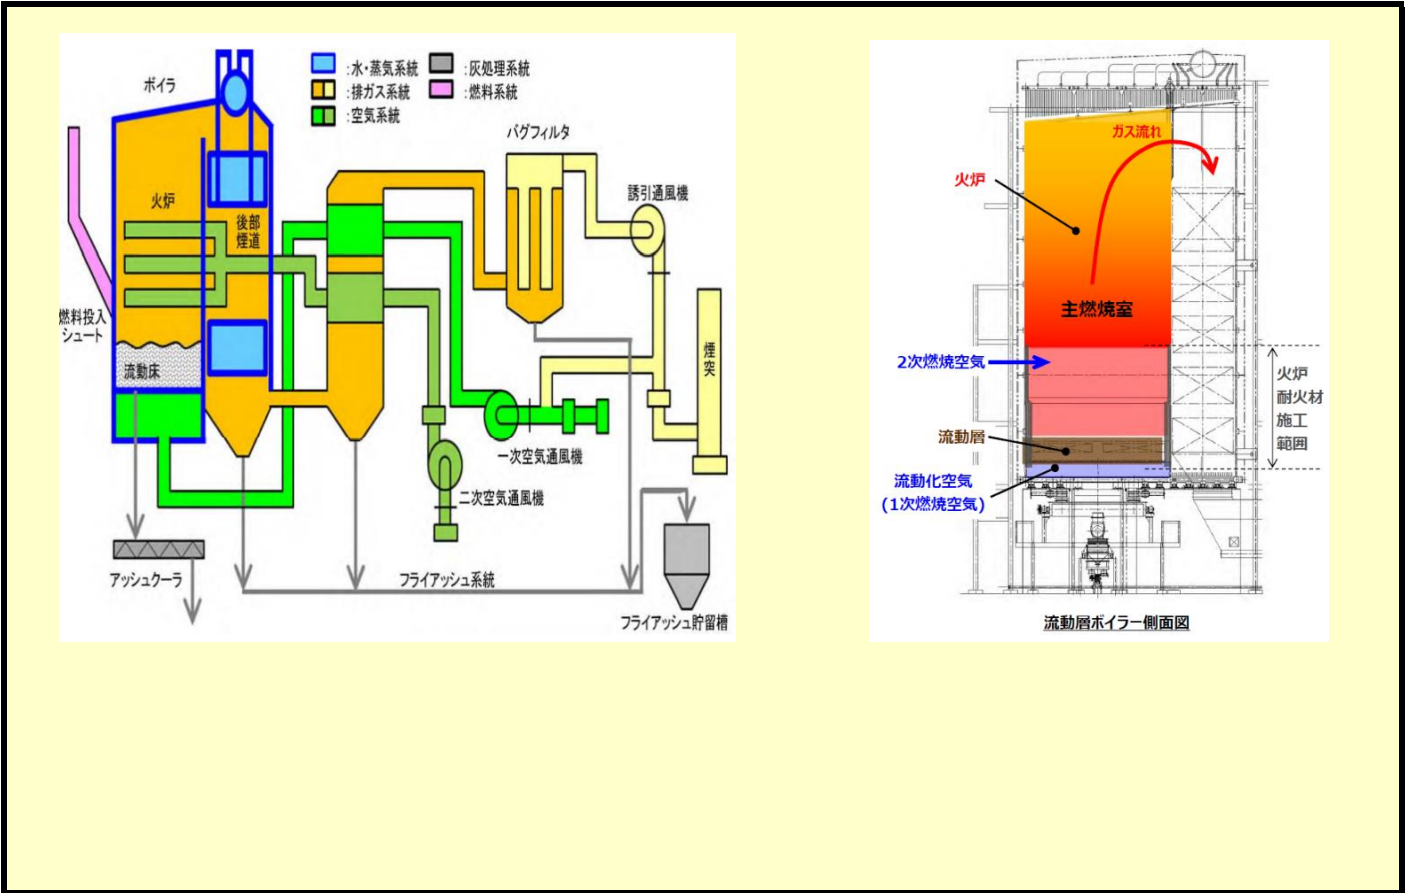 ：水・蒸気系統
：灰処理系統
：排ガス系統
：燃料系統
：空気系統
ボイラ
バグフィルタ
火炉
後部
煙道
誘引通風機
燃料投入
シュート
流動床
煙突
一次空気通風機
二次空気通風機
アッシュクーラ
フライアッシュ系統
フライアッシュ貯留槽
ガス流れ
火炉
主燃焼室
2次燃焼空気
火炉
耐火材
施工
範囲
流動層
流動化空気
(1次燃焼空気)
流動層ボイラー側面図